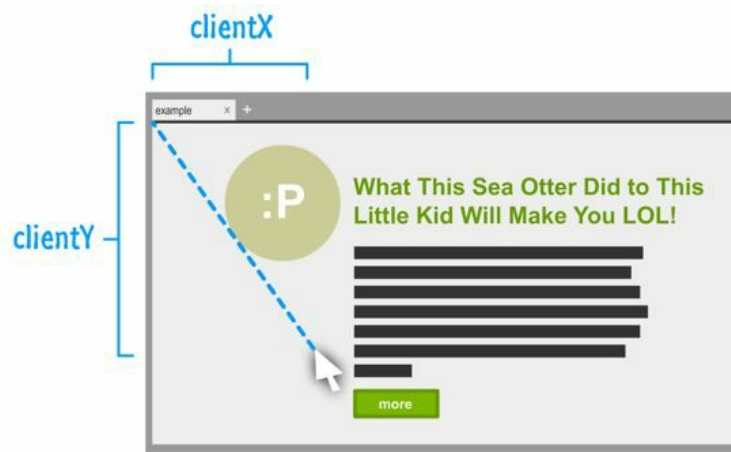 clientX
example x +
clientY
:P
What This Sea Otter Did to This
Little Kid Will Make You LOL!
more